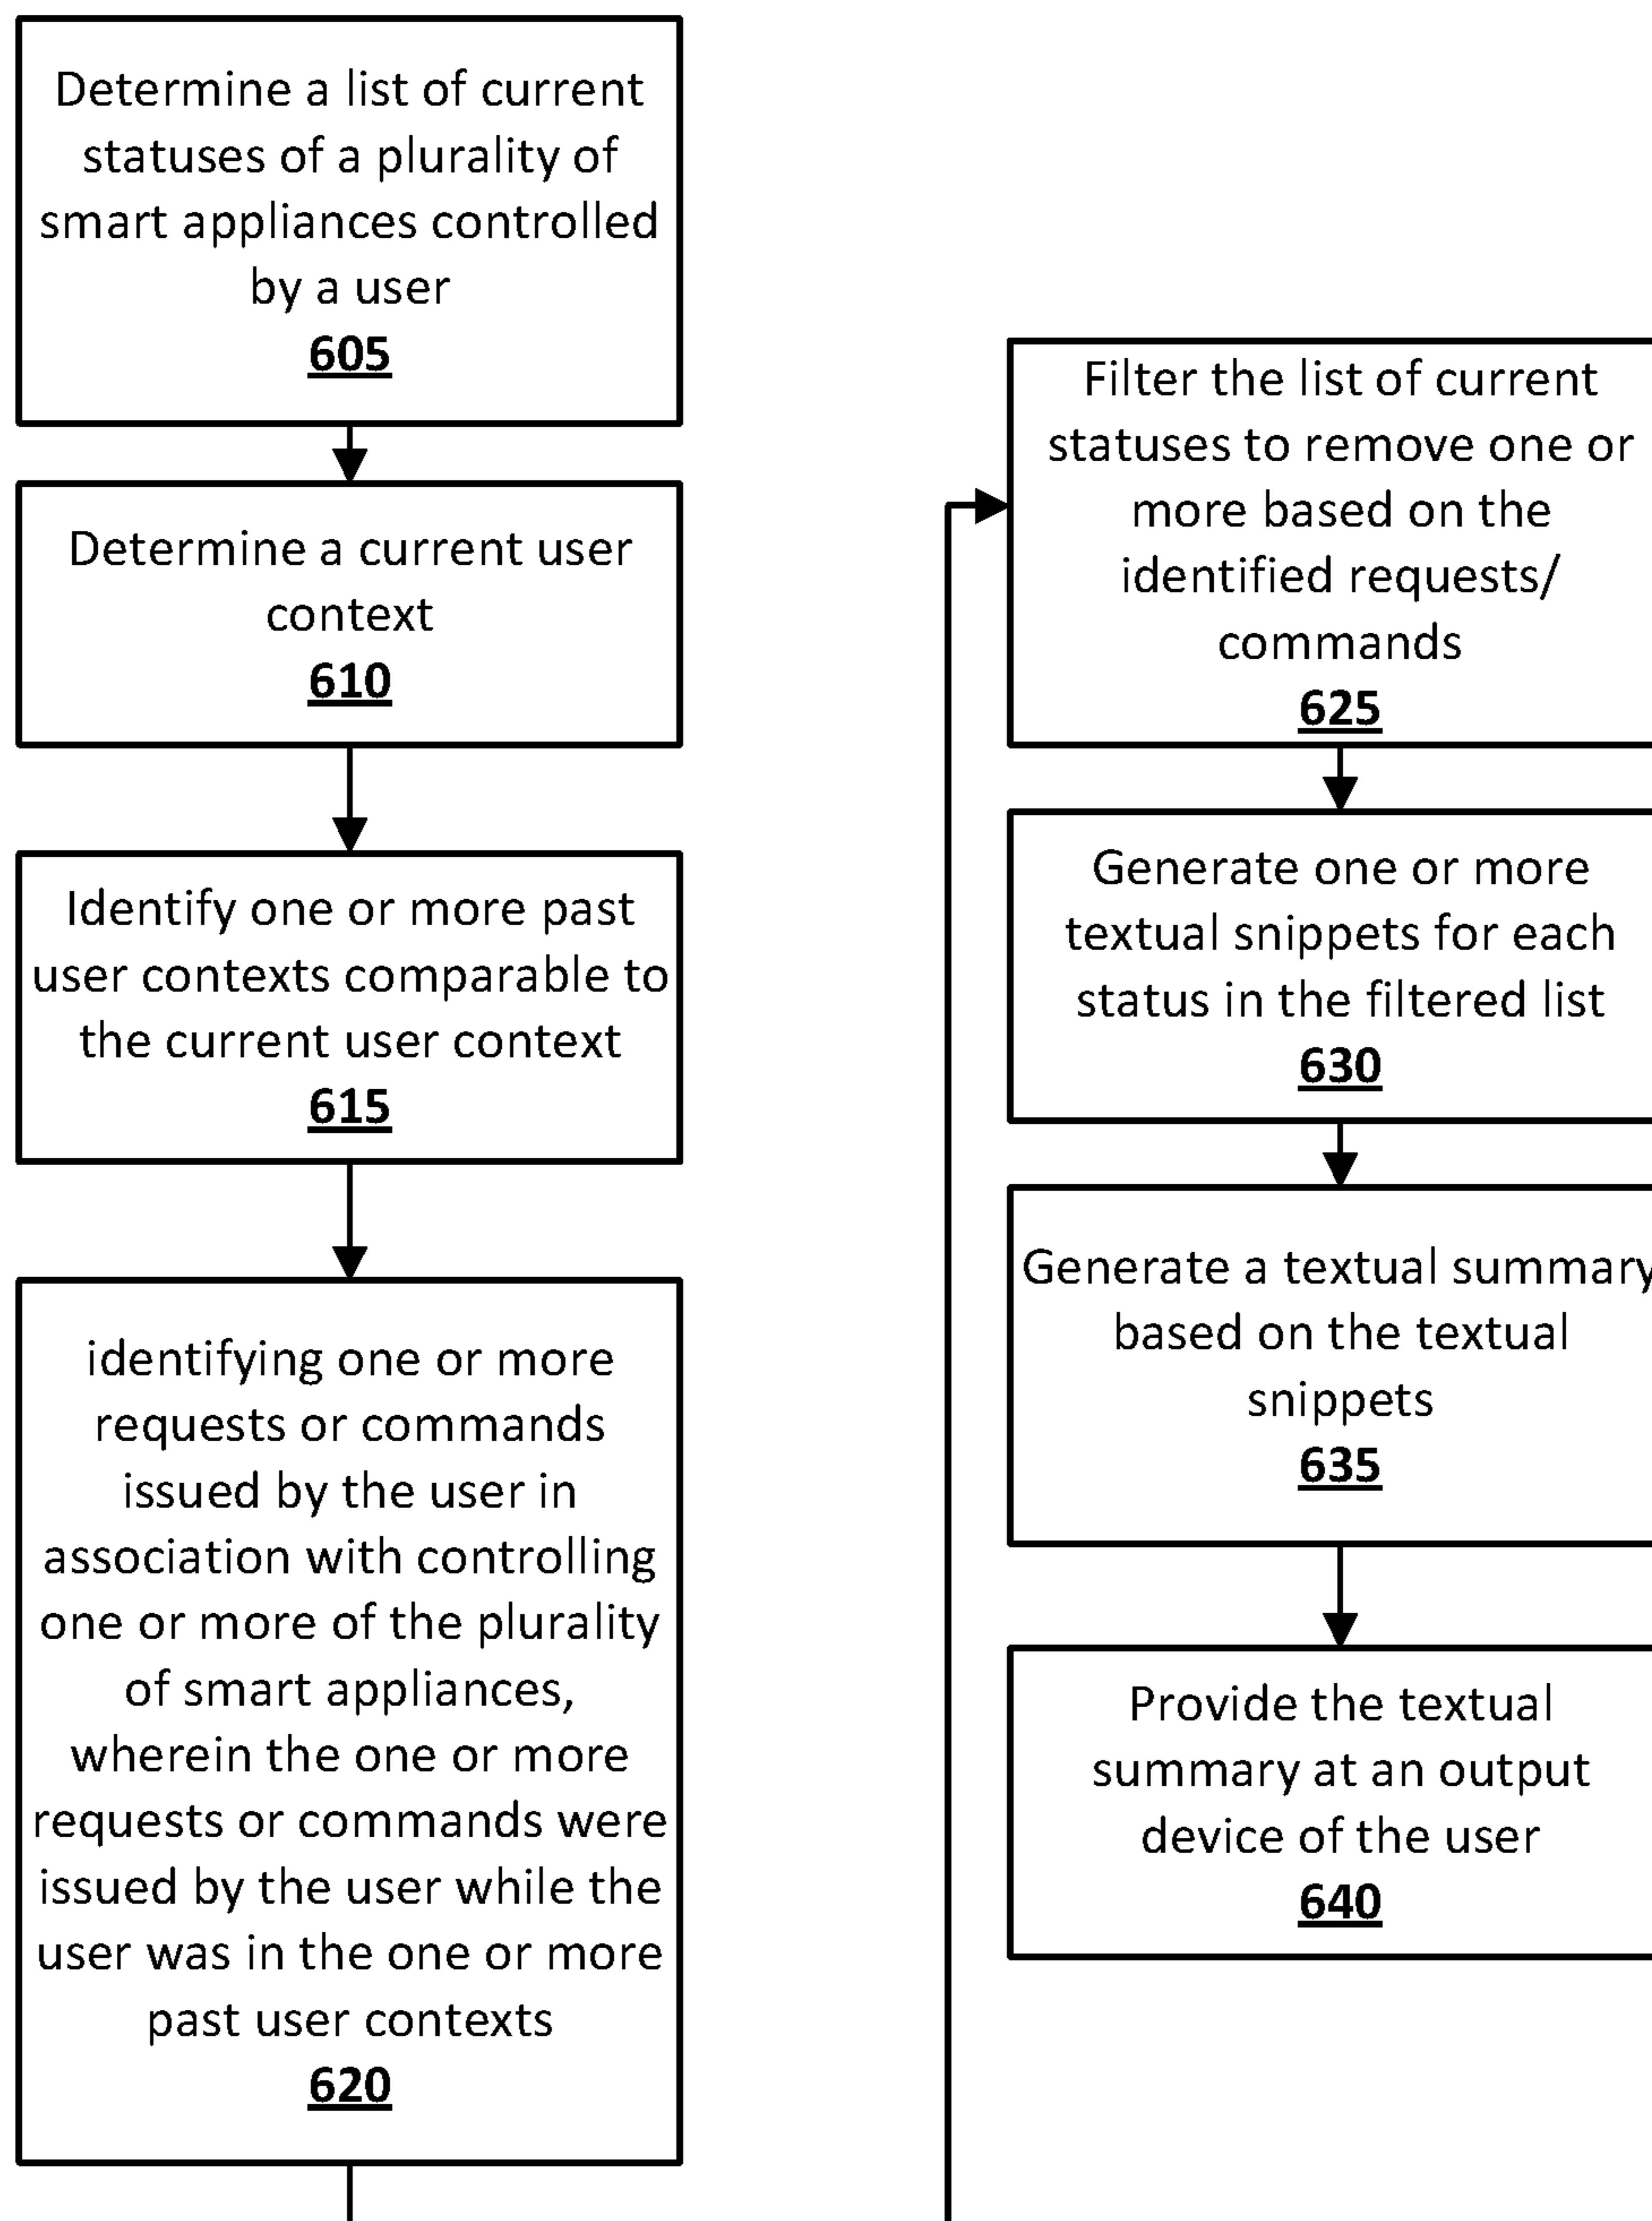 Determine a list of current
statuses of a plurality of
smart appliances controlled
by a user
605
Determine a current user
context
610
Identify one or more past
user contexts comparable to
the current user context
615
identifying one or more
requests or commands
issued by the user in
association with controlling
one or more of the plurality
of smart appliances,
wherein the one or more
requests or commands were
issued by the user while the
user was in the one or more
past user contexts
620
Filter the list of current
statuses to remove one or
more based on the
identified requests/
commands
625
Generate one or more
textual snippets for each
status in the filtered list
630
Generate a textual summary
based on the textual
snippets
635
Provide the textual
summary at an output
device of the user
640